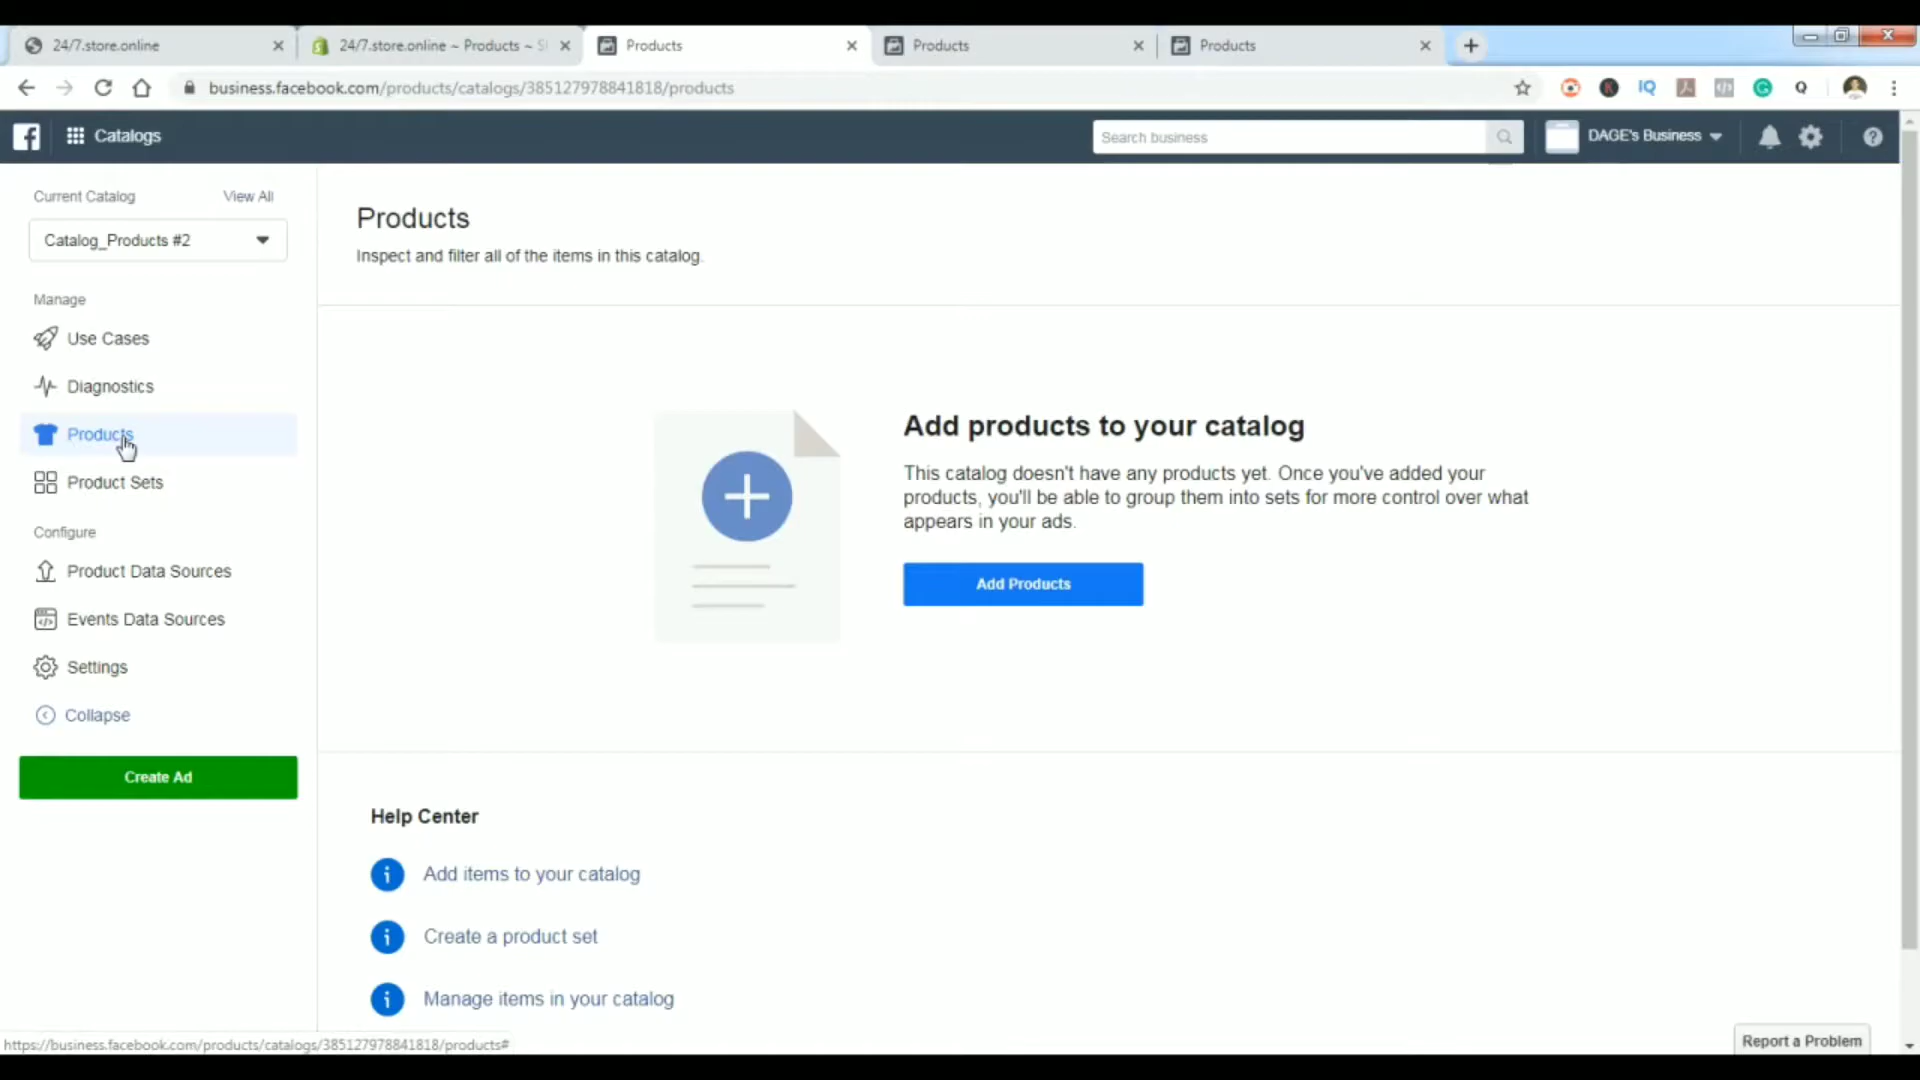 24/7.store.online
24/7.store.online ~ Products ~ S
Products
Products
Products
business.facebook.com/products/catalogs/385127978841818/products
IQ
Catalogs
Search business
DAGE's Business
Current Catalog
View All
Catalog_Products #2
Manage
Use Cases
Diagnostics
Products
Product Sets
Configure
Product Data Sources
Events Data Sources
Settings
Collapse
Create Ad
Products
Inspect and filter all of the items in this catalog.
Add products to your catalog
This catalog doesn't have any products yet. Once you've added your
products, you'll be able to group them into sets for more control over what
appears in your ads.
Add Products
Help Center
Add items to your catalog
Create a product set
Manage items in your catalog
https://business.facebook.com/products/catalogs/385127978841818/products#
Report a Problem